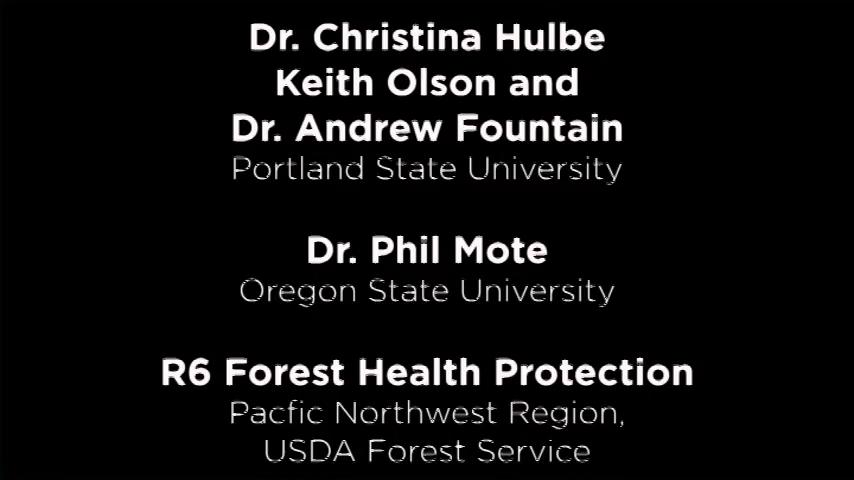 Dr. Christina Hulbe
Keith Olson and
Dr. Andrew Fountain
Portland State University
Dr. Phil Mote
Oregon State University
R6 Forest Health Protection
Pacfic Northwest Region,
USDA Forest Service